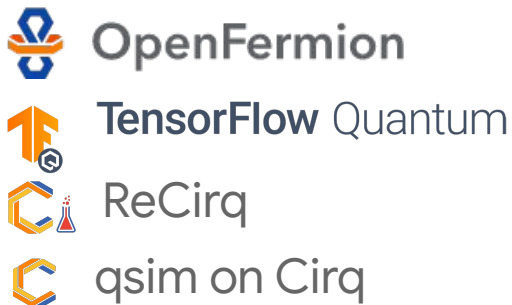 OpenFermion
TensorFlow Quantum
ReCirq
qsim on Cirq